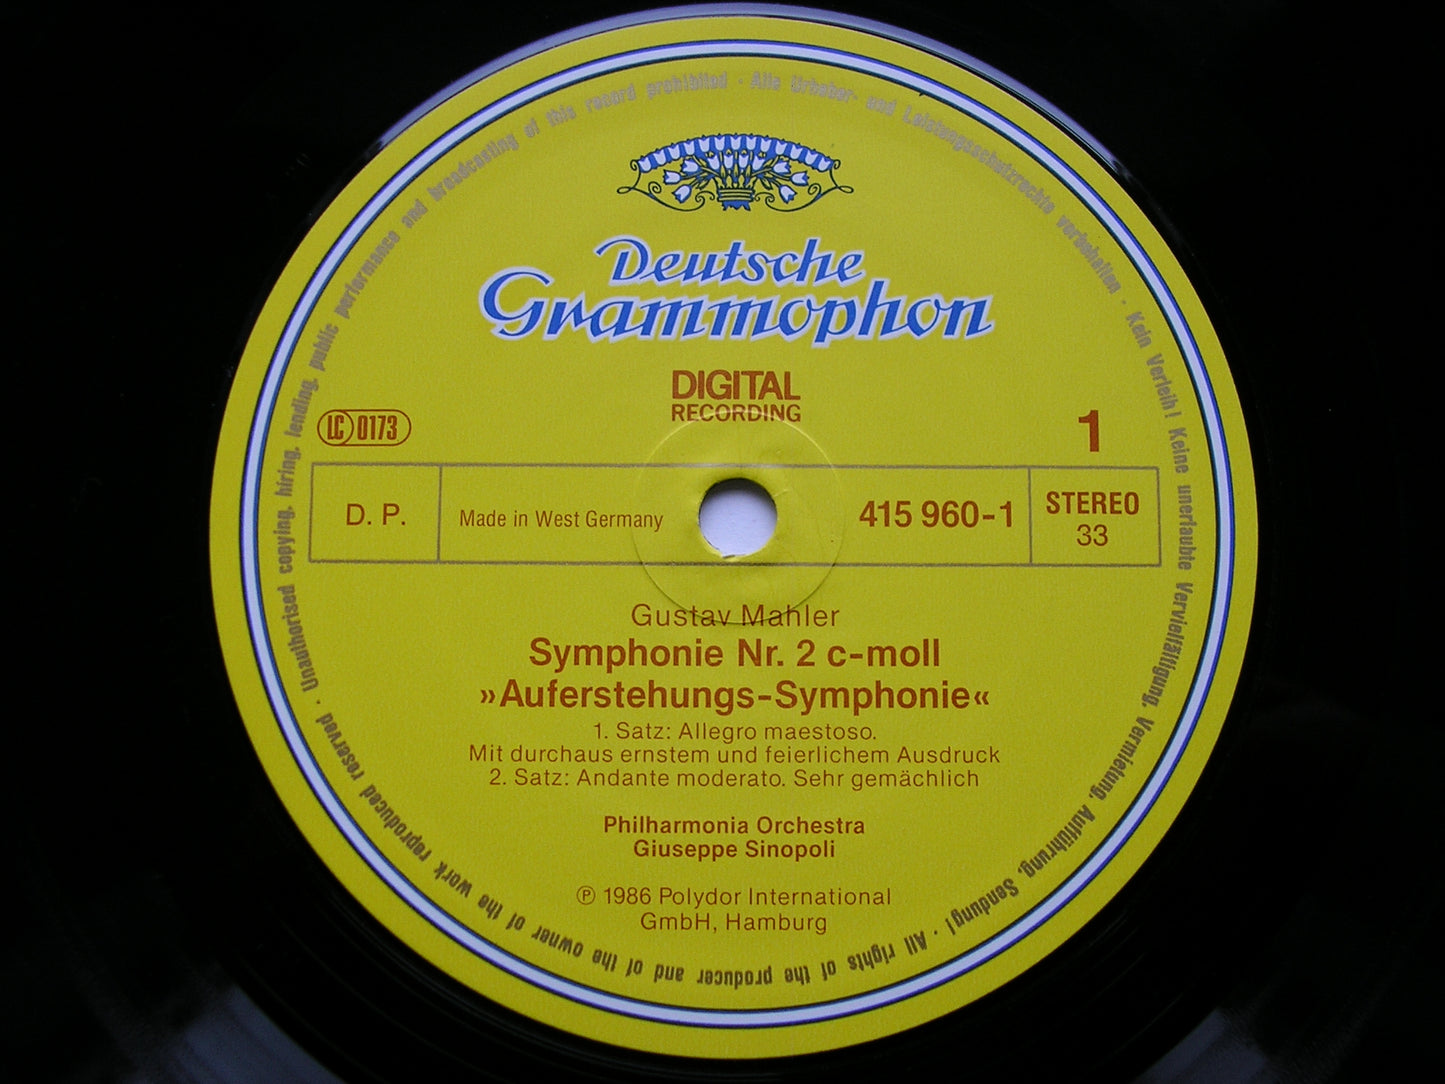 Deutsche
Grammophon
DIGITAL
RECORDING
LC 0173
1
D. P.
Made in West Germany
415 960-1
STEREO
33
Gustav Mahler
Symphonie Nr. 2 c-moll
»Auferstehungs-Symphonie«
1. Satz: Allegro maestoso.
Mit durchaus ernstem und feierlichem Ausdruck
2. Satz: Andante moderato. Sehr gemächlich
Philharmonia Orchestra
Giuseppe Sinopoli
℗ 1986 Polydor International
GmbH, Hamburg
Alle Urheber- und Leistungsschutzrechte vorbehalten · Kein Verleih! Keine unerlaubte Vervielfältigung, Vermietung, Aufführung, Sendung! · All rights of the producer and of the owner of the work reproduced reserved · Unauthorised copying, hiring, lending, public performance and broadcasting of this record prohibited ·